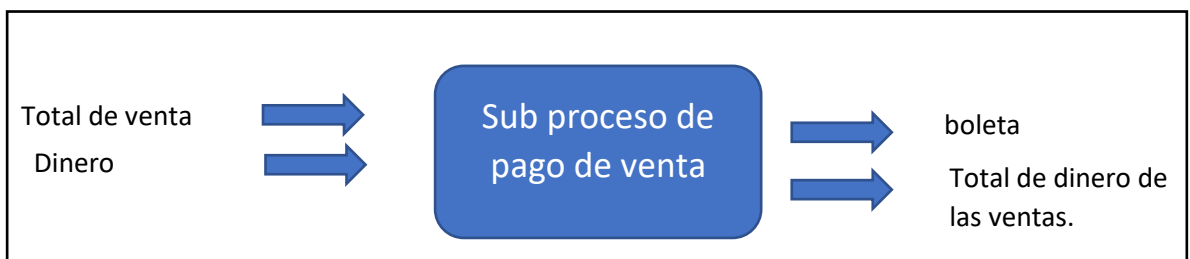 Total de venta
Dinero
Sub proceso de
pago de venta
boleta
Total de dinero de
las ventas.